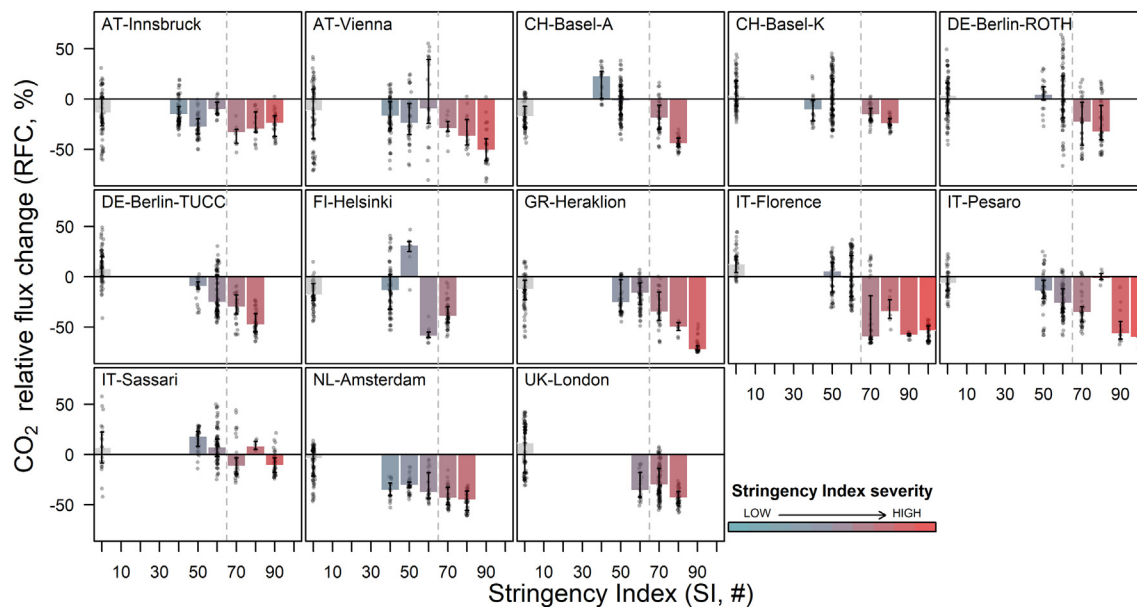 AT-Innsbruck AT-Vienna CH-Basel-A CH-Basel-K DE-Berlin-ROTH
50
0
-50
DE-Berlin-TUCC FI-Helsinki GR-Heraklion IT-Florence IT-Pesaro
50
0
-50
IT-Sassari NL-Amsterdam UK-London
50
0
-50
CO2 relative flux change (RFC, %)
10 30 50 70 90 10 30 50 70 90 10 30 50 70 90 10 30 50 70 90 10 30 50 70 90
Stringency Index (SI, #)
Stringency Index severity
LOW HIGH